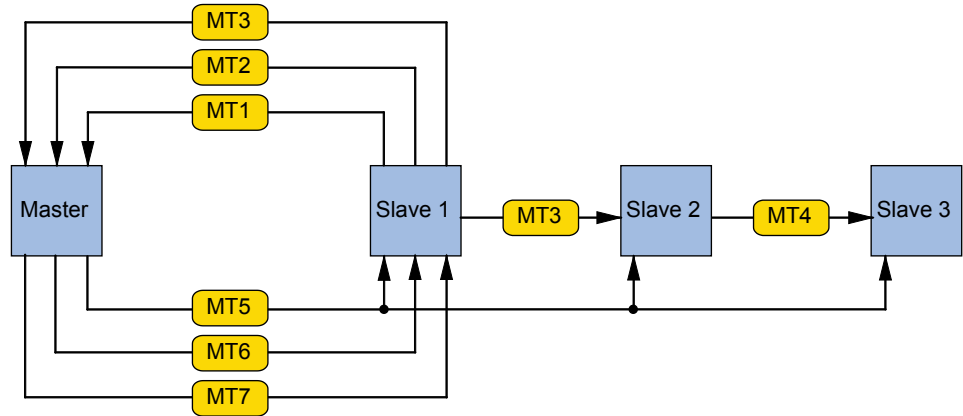 MT3
MT2
MT1
Master
Slave 1
MT3
Slave 2
MT4
Slave 3
MT5
MT6
MT7